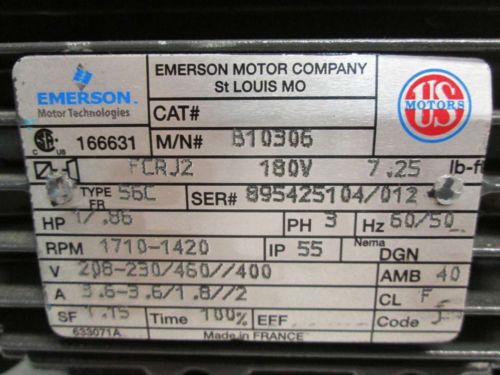 EMERSON MOTOR COMPANY
St LOUIS MO
EMERSON.
Motor Technologies
CAT#
US
MOTORS
C US 166631 M/N# 810306
FCRJ2 180V 7.25 lb-ft
TYPE FR 56C SER# 895425104/012
HP 1/.86 PH 3 Hz 60/50
RPM 1710-1420 IP 55 Nema DGN
V 208-230/460//400 AMB 40
A 3.6-3.6/1.8//2 CL F
SF 1.15 Time 100% EFF Code J
633071A Made in FRANCE